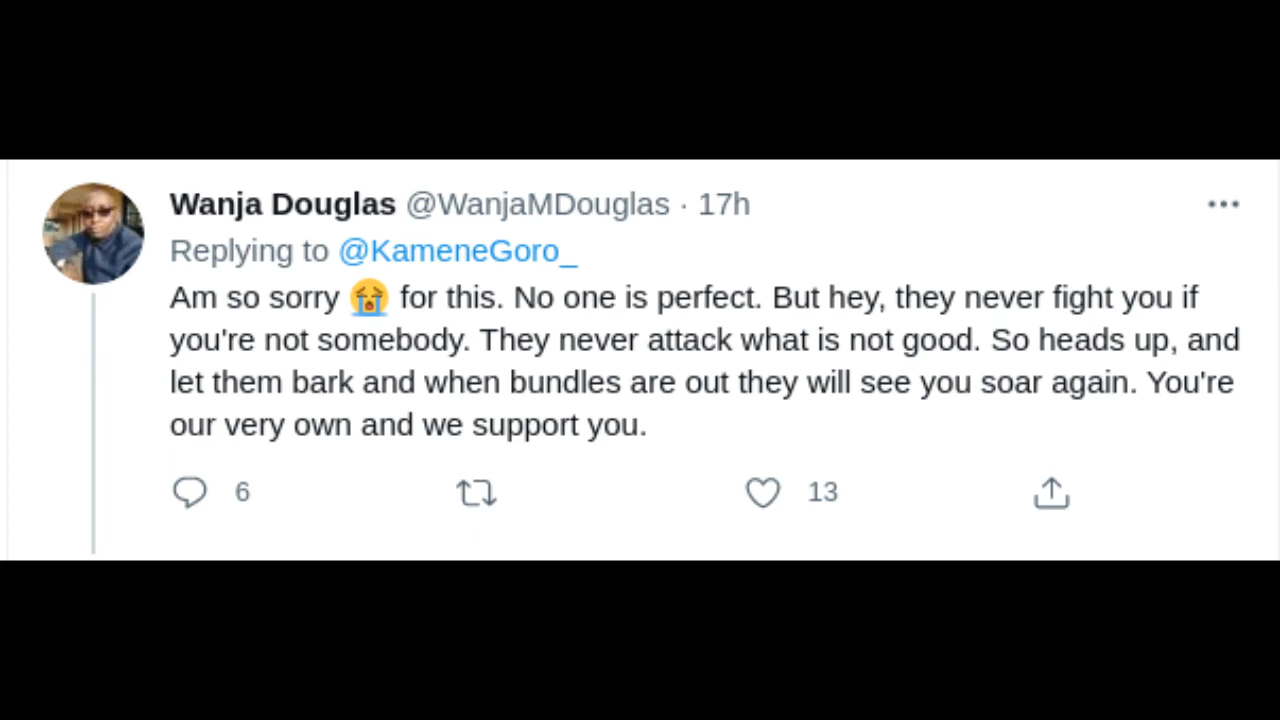 Wanja Douglas @WanjaMDouglas · 17h
Replying to @KameneGoro_
Am so sorry 😭 for this. No one is perfect. But hey, they never fight you if
you're not somebody. They never attack what is not good. So heads up, and
let them bark and when bundles are out they will see you soar again. You're
our very own and we support you.
6 13